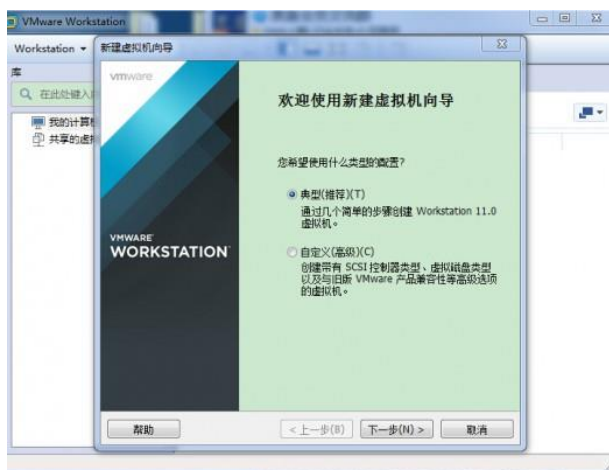 VMware Workstation
Workstation
新建虚拟机向导
库
在此处键入
我的计算机
共享的虚
vmware
欢迎使用新建虚拟机向导
您希望使用什么类型的配置?
典型(推荐)(T)
通过几个简单的步骤创建 Workstation 11.0
虚拟机。
VMWARE
WORKSTATION
自定义(高级)(C)
创建带有 SCSI 控制器类型、虚拟磁盘类型
以及与旧版 VMware 产品兼容性等高级选项
的虚拟机。
帮助
<上一步(B)
下一步(N) >
取消